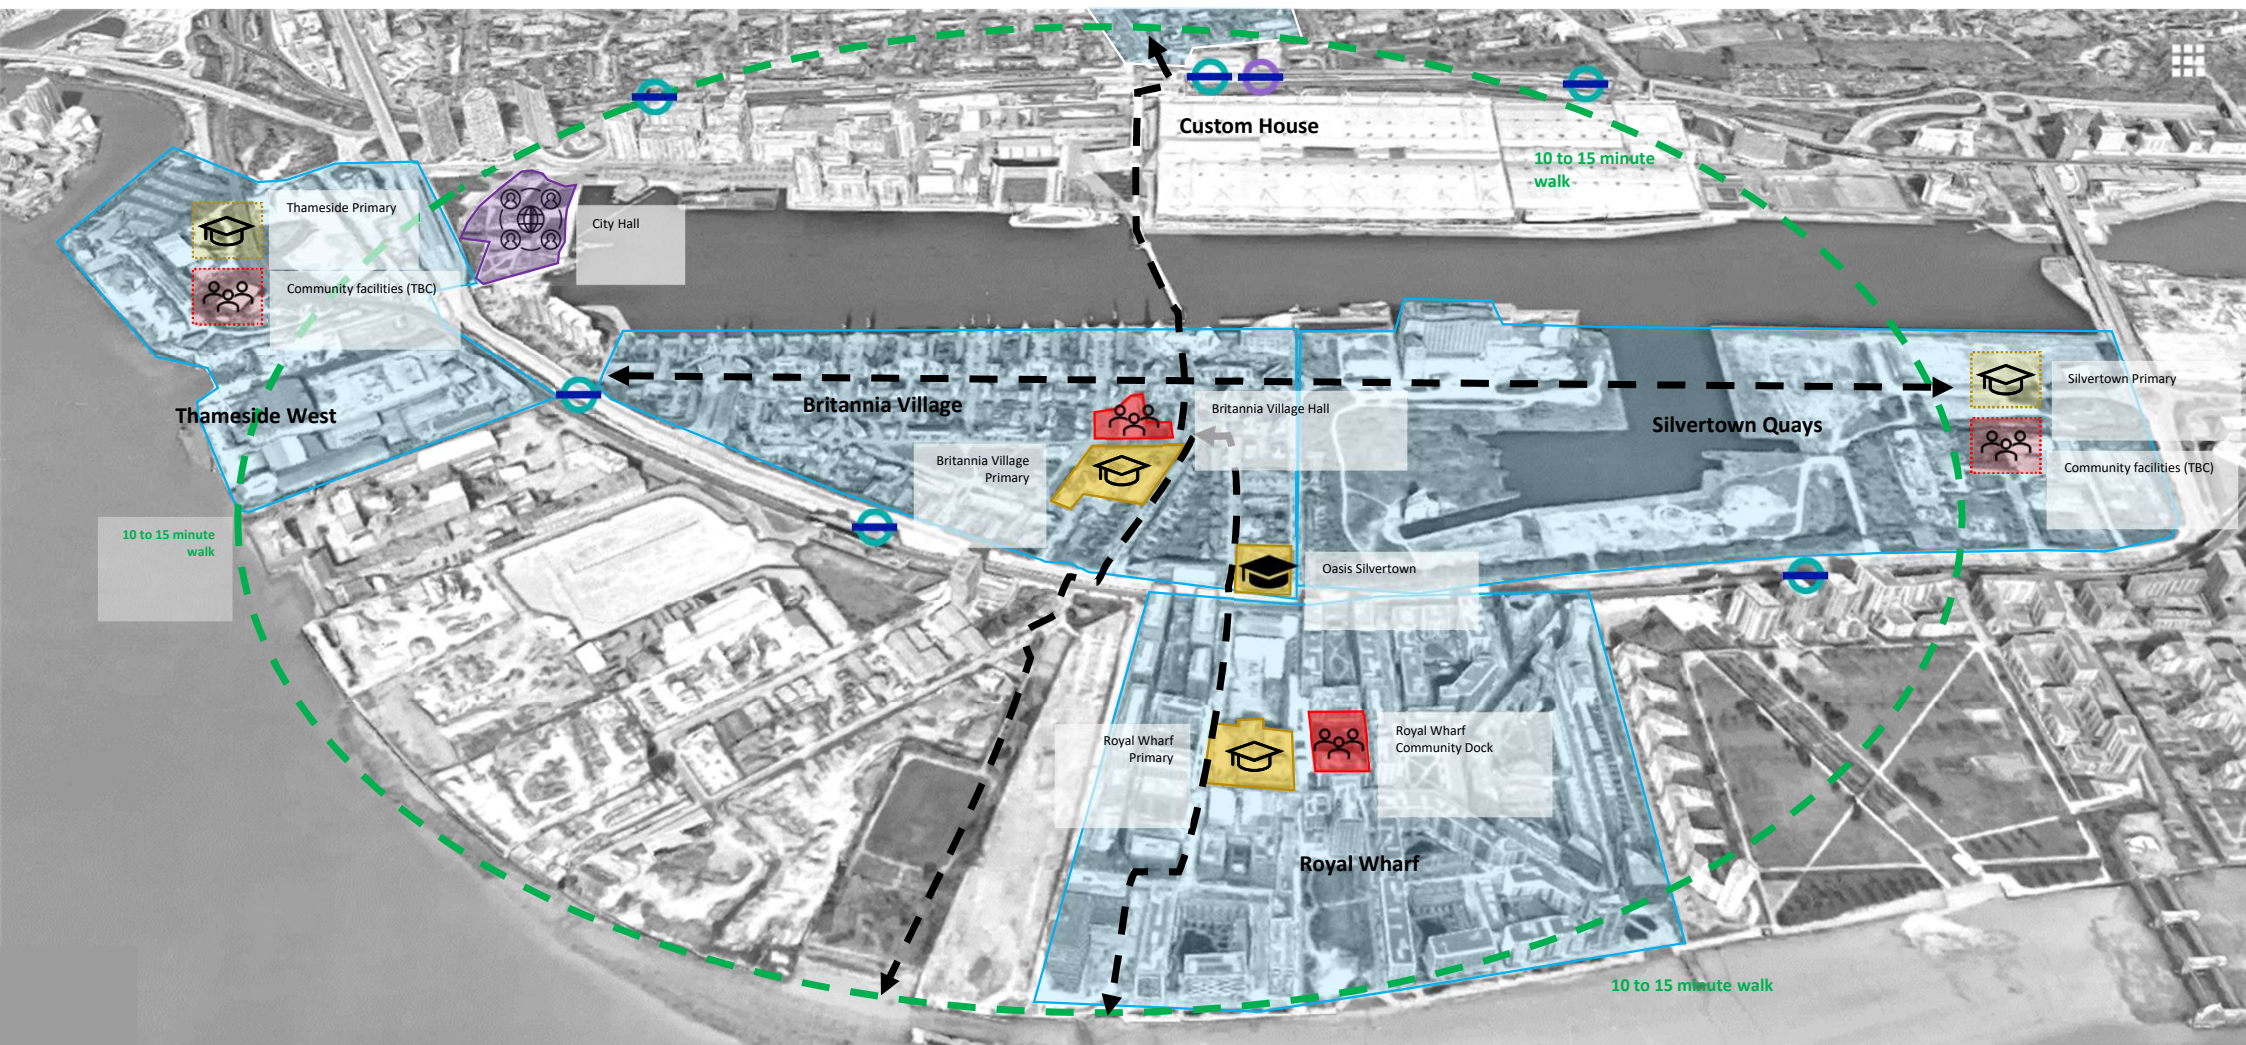 Custom House
10 to 15 minute
walk
Thameside Primary
City Hall
Community facilities (TBC)
Thameside West
Britannia Village
Britannia Village Hall
Silvertown Primary
Silvertown Quays
Britannia Village
Primary
Community facilities (TBC)
10 to 15 minute
walk
Oasis Silvertown
Royal Wharf
Primary
Royal Wharf
Community Dock
Royal Wharf
10 to 15 minute walk